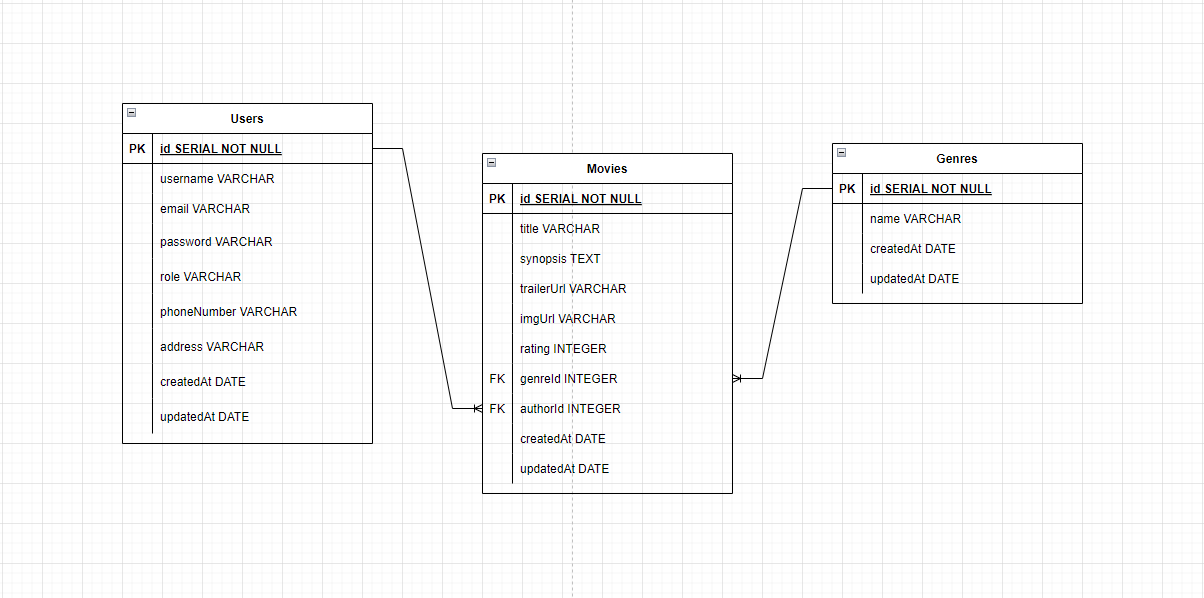 Users
PK id SERIAL NOT NULL
username VARCHAR
email VARCHAR
password VARCHAR
role VARCHAR
phoneNumber VARCHAR
address VARCHAR
createdAt DATE
updatedAt DATE
Movies
PK id SERIAL NOT NULL
title VARCHAR
synopsis TEXT
trailerUrl VARCHAR
imgUrl VARCHAR
rating INTEGER
FK genreId INTEGER
FK authorId INTEGER
createdAt DATE
updatedAt DATE
Genres
PK id SERIAL NOT NULL
name VARCHAR
createdAt DATE
updatedAt DATE